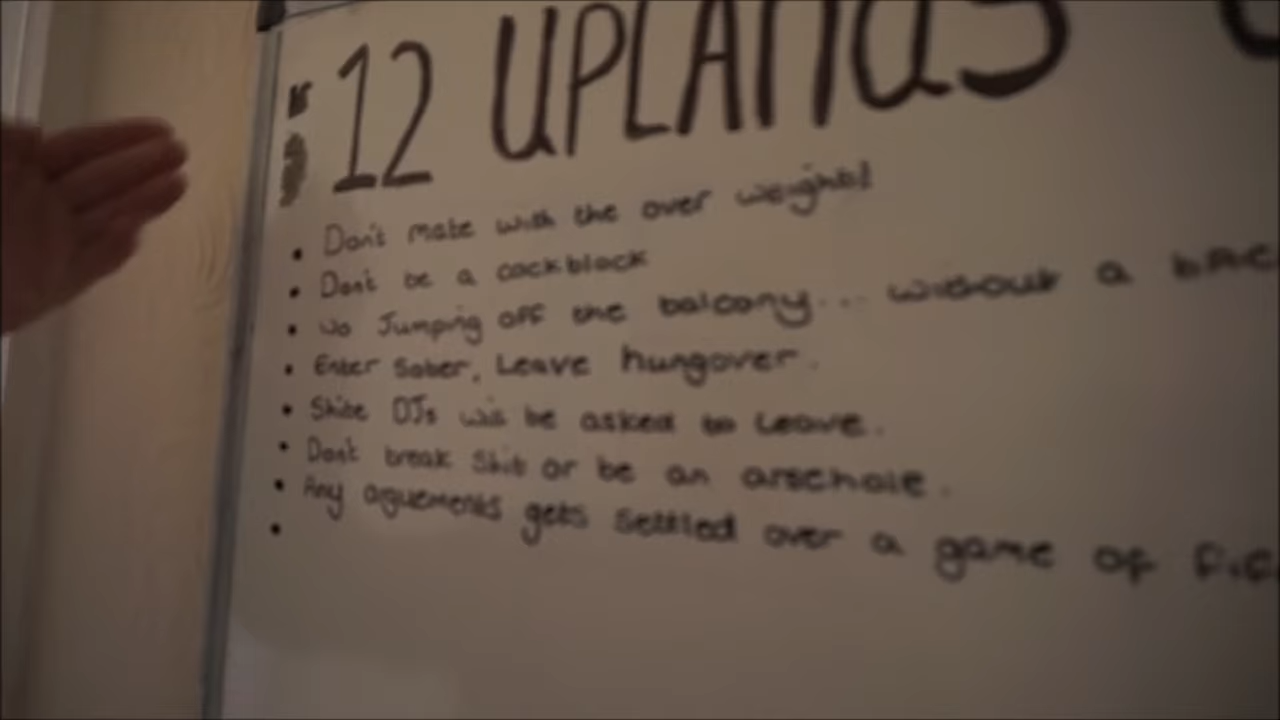 12 UPLANDS
• Don't mate with the over weight!!
• Don't be a cockblock
• No Jumping off the balcony... without a
• Enter Sober, Leave hungover.
• Shite DJs will be asked to Leave.
• Don't break Shit or be an arsehole.
• Any arguements gets settled over a game of
•